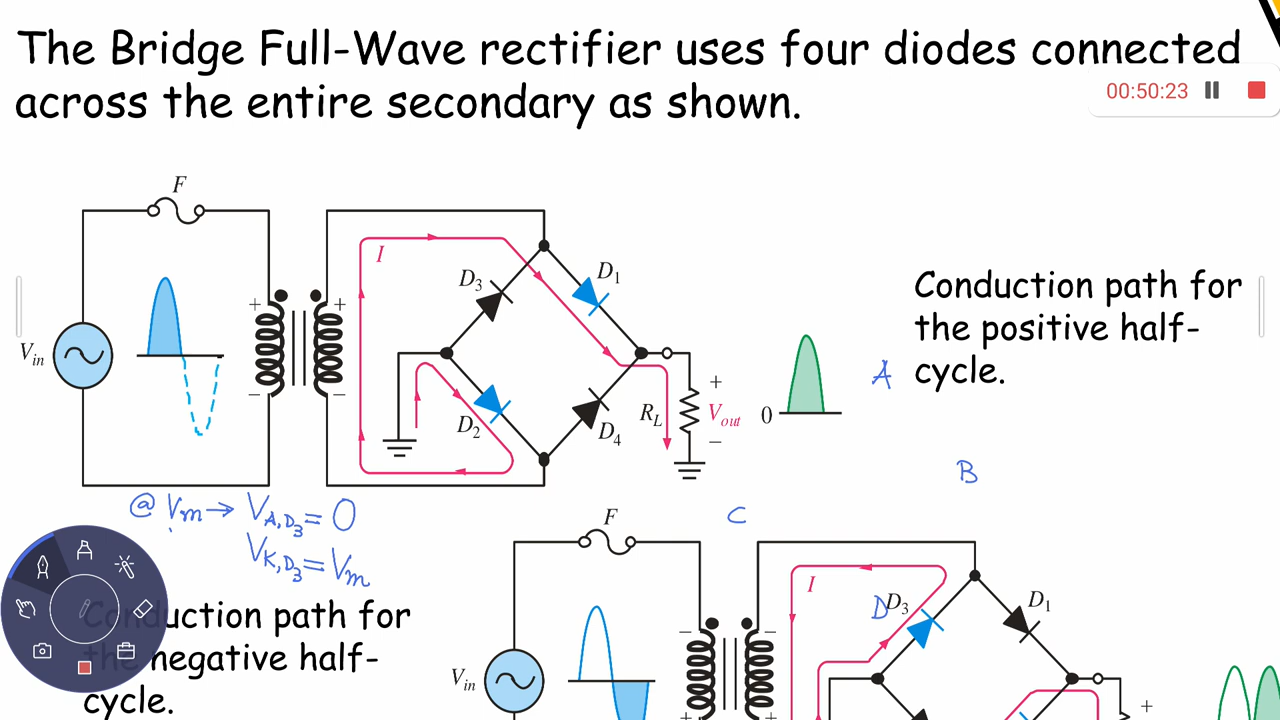 The Bridge Full-Wave rectifier uses four diodes connected
across the entire secondary as shown.
00:50:23
F
I
D3
D1
+
+
Vin
Conduction path for
the positive half-
cycle.
A
−
−
D2
D4
RL
+
Vout
−
0
B
@ Vm → VA,D3 = 0
VK,D3 = Vm
C
F
I
D
D3
D1
Conduction path for
the negative half-
cycle.
−
−
Vin
+
+
+